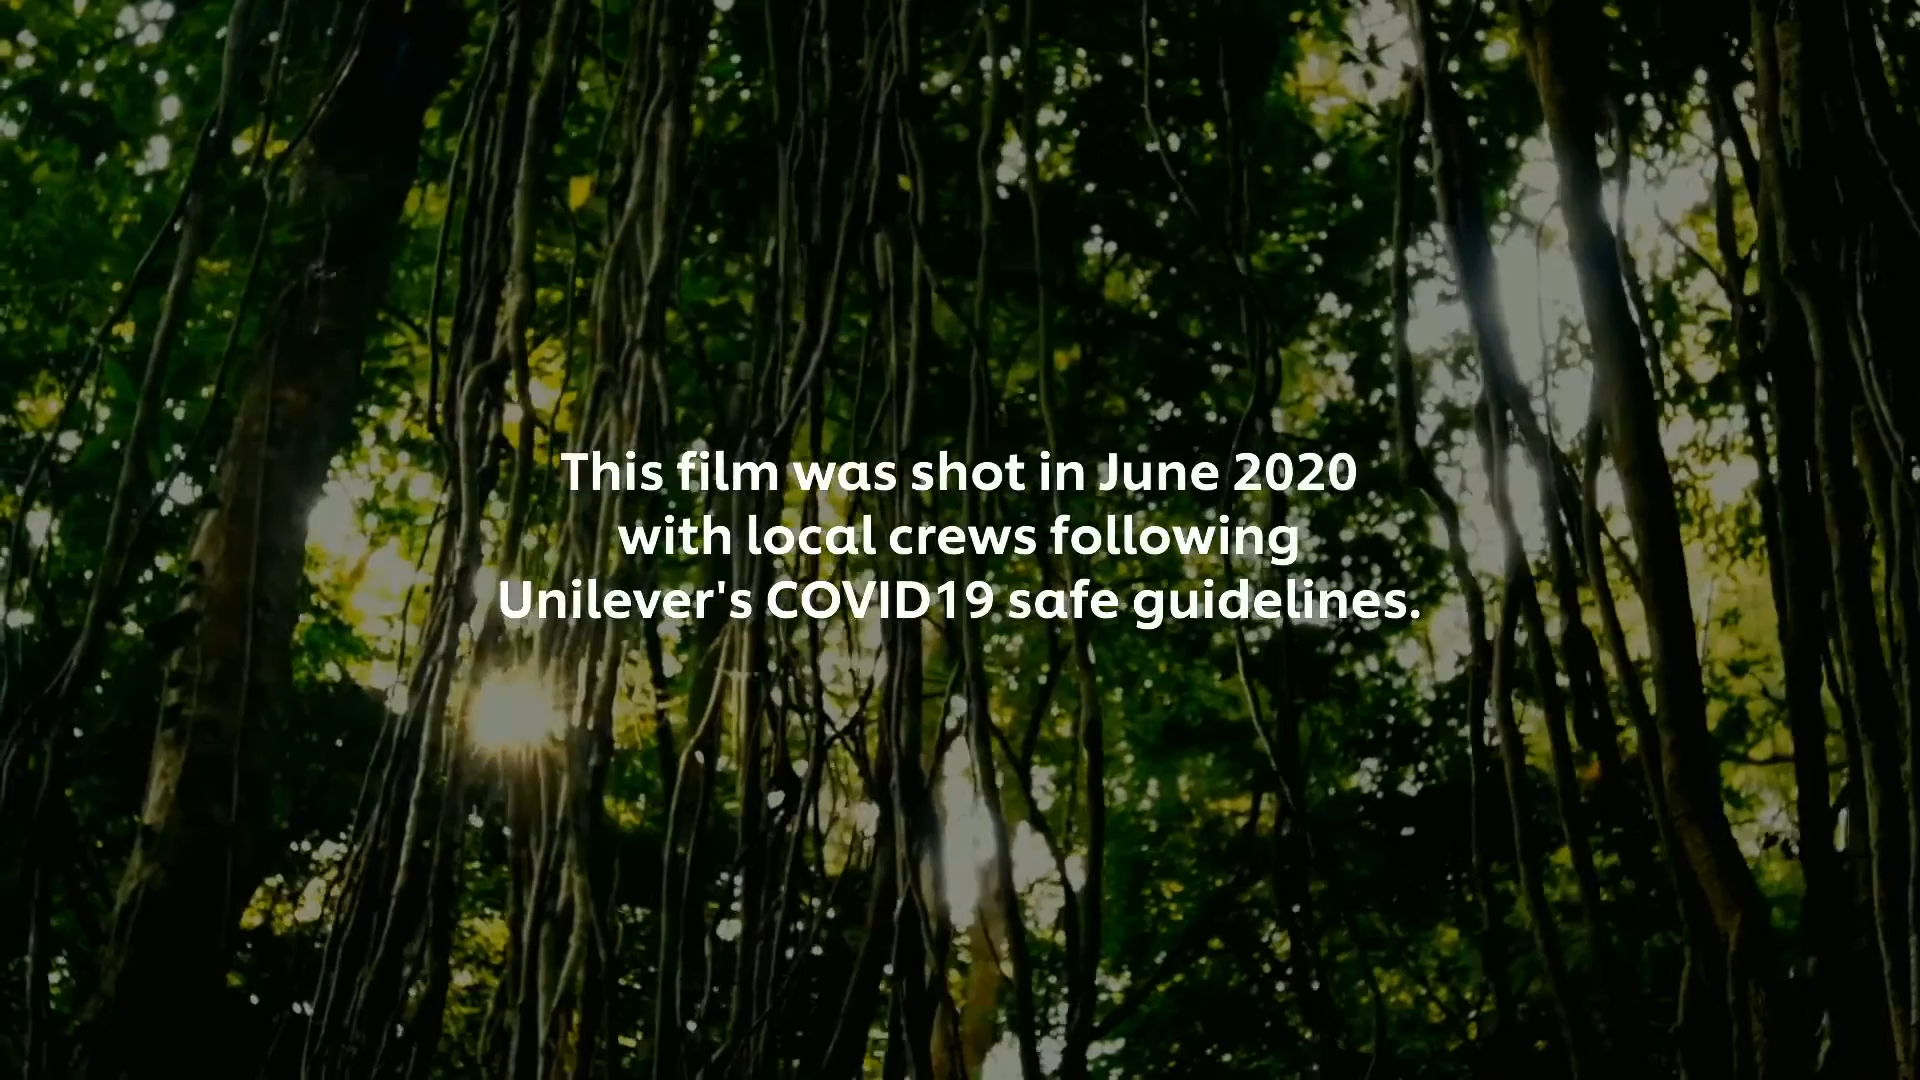 This film was shot in June 2020
with local crews following
Unilever's COVID19 safe guidelines.